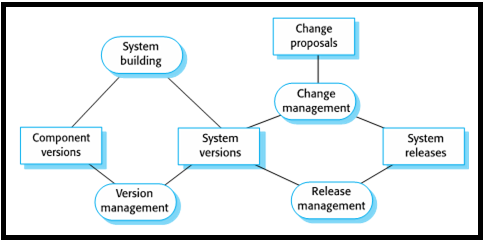 System
building
Change
proposals
Change
management
Component
versions
System
versions
System
releases
Version
management
Release
management